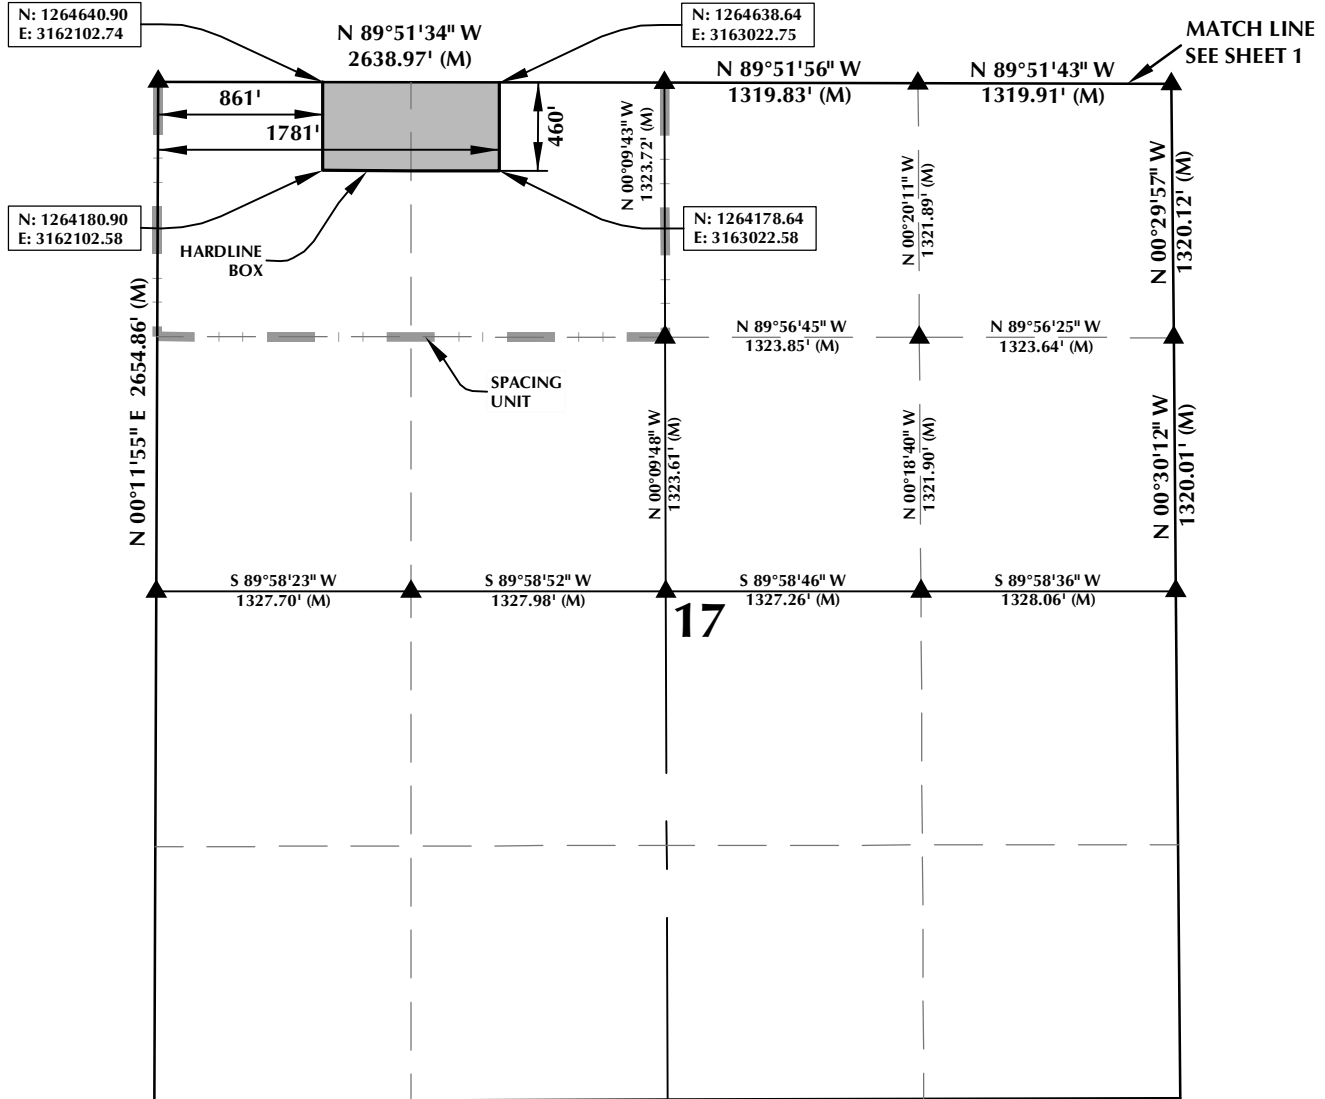 N: 1264640.90
E: 3162102.74
N 89°51'34" W
2638.97' (M)
N: 1264638.64
E: 3163022.75
MATCH LINE
SEE SHEET 1
N 89°51'56" W
1319.83' (M)
N 89°51'43" W
1319.91' (M)
861'
1781'
460'
N 00°09'43" W
1323.72' (M)
N 00°20'11" W
1321.89' (M)
N 00°29'57" W
1320.12' (M)
N: 1264180.90
E: 3162102.58
HARDLINE
BOX
N: 1264178.64
E: 3163022.58
N 00°11'55" E 2654.86' (M)
N 89°56'45" W
1323.85' (M)
N 89°56'25" W
1323.64' (M)
SPACING
UNIT
N 00°09'48" W
1323.61' (M)
N 00°18'40" W
1321.90' (M)
N 00°30'12" W
1320.01' (M)
S 89°58'23" W
1327.70' (M)
S 89°58'52" W
1327.98' (M)
S 89°58'46" W
1327.26' (M)
S 89°58'36" W
1328.06' (M)
17